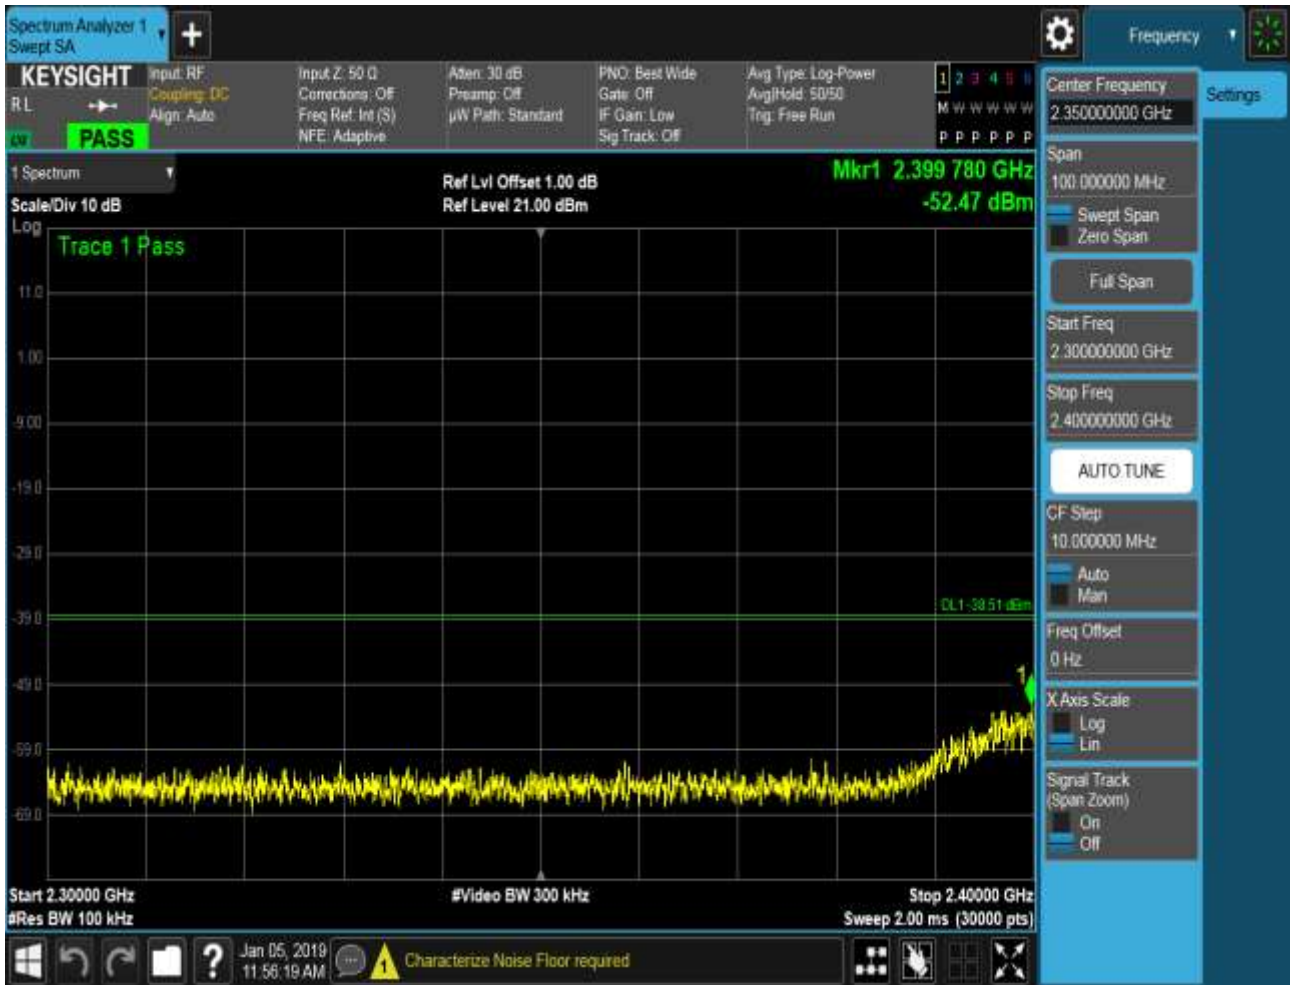 Spectrum Analyzer 1
Swept SA
Frequency
KEYSIGHT
R L
PASS
Input: RF
Coupling: DC
Align: Auto
Input Z: 50 Ω
Corrections: Off
Freq Ref: Int (S)
NFE: Adaptive
Atten: 30 dB
Preamp: Off
µW Path: Standard
PNO: Best Wide
Gate: Off
IF Gain: Low
Sig Track: Off
Avg Type: Log-Power
Avg|Hold: 50/50
Trig: Free Run
1 2 3 4 5 6
M W W W W W
P P P P P P
1 Spectrum
Scale/Div 10 dB
Ref Lvl Offset 1.00 dB
Ref Level 21.00 dBm
Mkr1 2.399 780 GHz
-52.47 dBm
Log
Trace 1 Pass
11.0
1.00
-9.00
-19.0
-29.0
-39.0
-49.0
-59.0
-69.0
DL1 -38.51 dBm
1
Start 2.30000 GHz
#Res BW 100 kHz
#Video BW 300 kHz
Stop 2.40000 GHz
Sweep 2.00 ms (30000 pts)
Center Frequency
2.350000000 GHz
Settings
Span
100.000000 MHz
Swept Span
Zero Span
Full Span
Start Freq
2.300000000 GHz
Stop Freq
2.400000000 GHz
AUTO TUNE
CF Step
10.000000 MHz
Auto
Man
Freq Offset
0 Hz
X Axis Scale
Log
Lin
Signal Track
(Span Zoom)
On
Off
?
Jan 05, 2019
11:56:19 AM
1
Characterize Noise Floor required